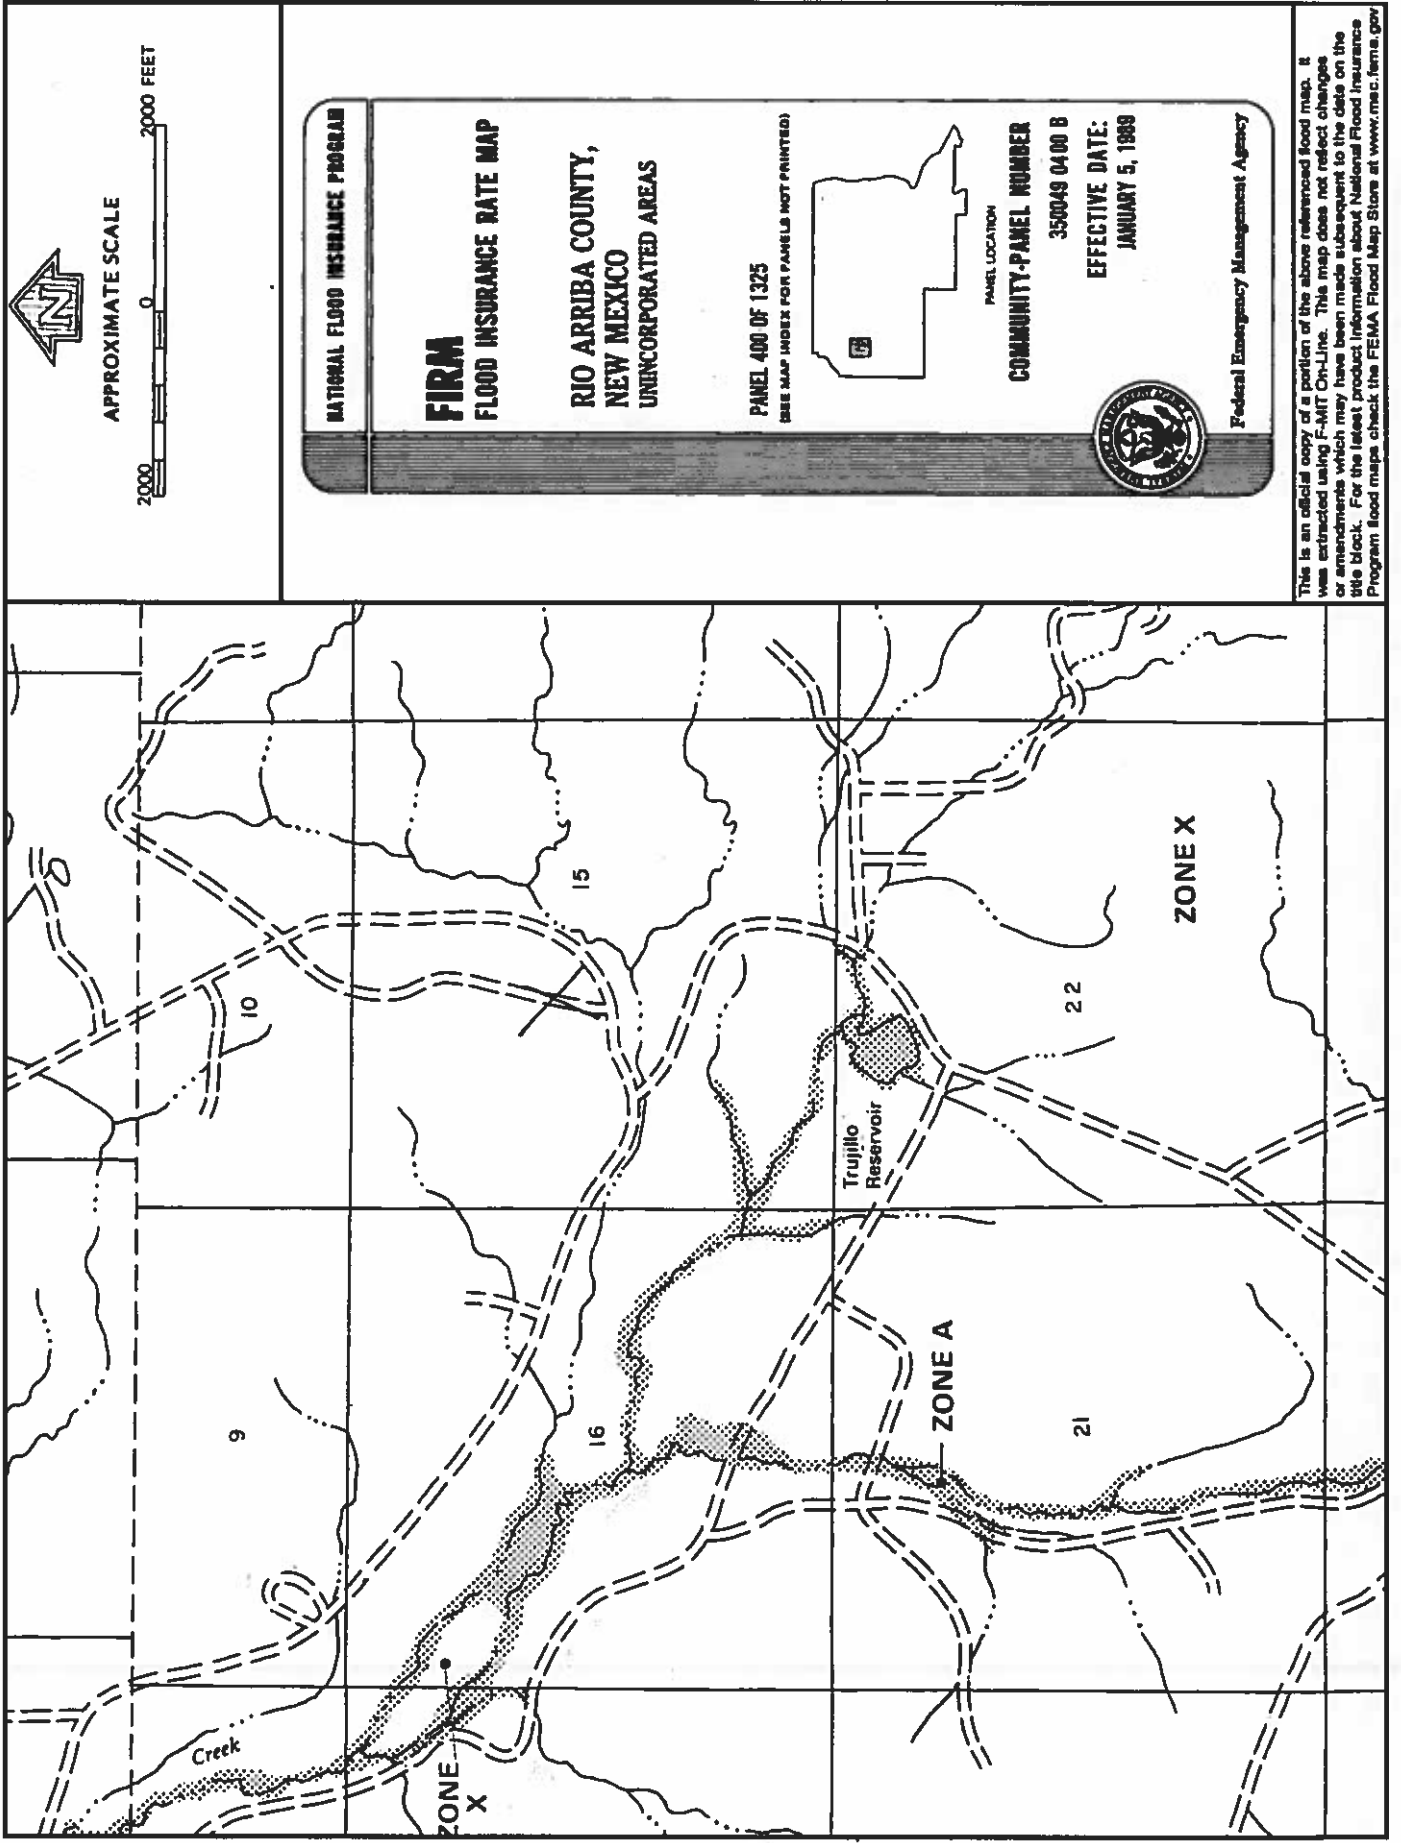 N
APPROXIMATE SCALE
2000 0 2000 FEET
NATIONAL FLOOD INSURANCE PROGRAM
FIRM
FLOOD INSURANCE RATE MAP
RIO ARRIBA COUNTY,
NEW MEXICO
UNINCORPORATED AREAS
PANEL 400 OF 1325
(SEE MAP INDEX FOR PANELS NOT PRINTED)
PANEL LOCATION
COMMUNITY-PANEL NUMBER
350049 0400 B
EFFECTIVE DATE:
JANUARY 5, 1989
Federal Emergency Management Agency
This is an official copy of a portion of the above referenced flood map. It
was extracted using F-MIT On-Line. This map does not reflect changes
or amendments which may have been made subsequent to the date on the
title block. For the latest product information about National Flood Insurance
Program flood maps check the FEMA Flood Map Store at www.msc.fema.gov
9
10
15
16
Creek
ZONE
X
Trujillo
Reservoir
ZONE A
21
22
ZONE X